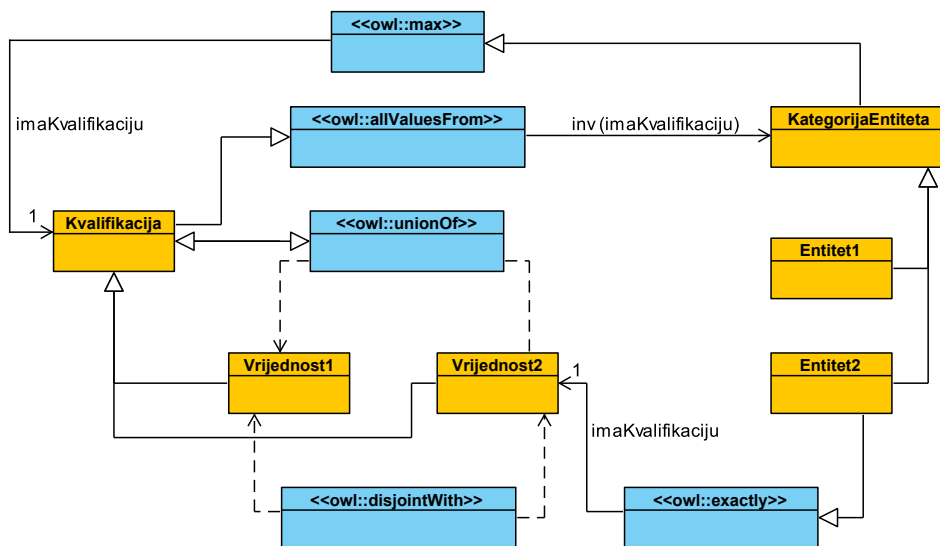 <<owl::max>>
imaKvalifikaciju
<<owl::allValuesFrom>>
inv (imaKvalifikaciju)
KategorijaEntiteta
1
Kvalifikacija
<<owl::unionOf>>
Entitet1
Vrijednost1
Vrijednost2
1
Entitet2
imaKvalifikaciju
<<owl::disjointWith>>
<<owl::exactly>>